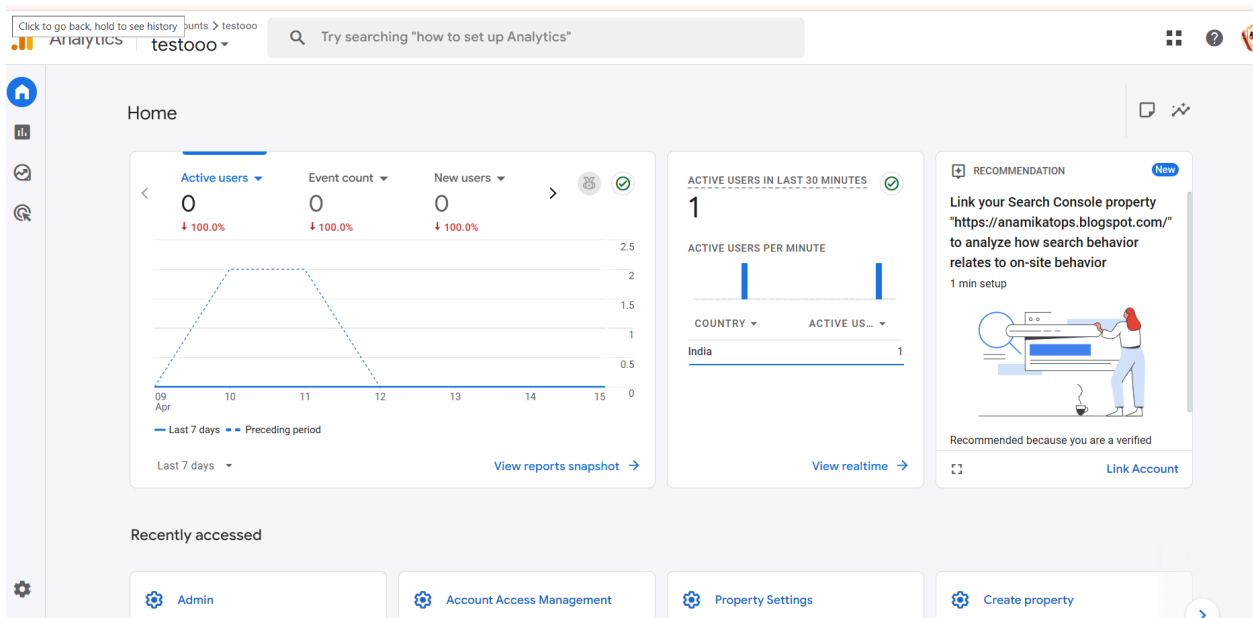 Click to go back, hold to see history
ounts > testooo
Analytics
testooo
Try searching "how to set up Analytics"
Home
Active users
0
↓ 100.0%
Event count
0
↓ 100.0%
New users
0
↓ 100.0%
2.5
2
1.5
1
0.5
0
09
Apr
10
11
12
13
14
15
Last 7 days
Preceding period
Last 7 days
View reports snapshot →
ACTIVE USERS IN LAST 30 MINUTES
1
ACTIVE USERS PER MINUTE
COUNTRY
ACTIVE US...
India
1
View realtime →
RECOMMENDATION
New
Link your Search Console property
"https://anamikatops.blogspot.com/"
to analyze how search behavior
relates to on-site behavior
1 min setup
Recommended because you are a verified
Link Account
Recently accessed
Admin
Account Access Management
Property Settings
Create property